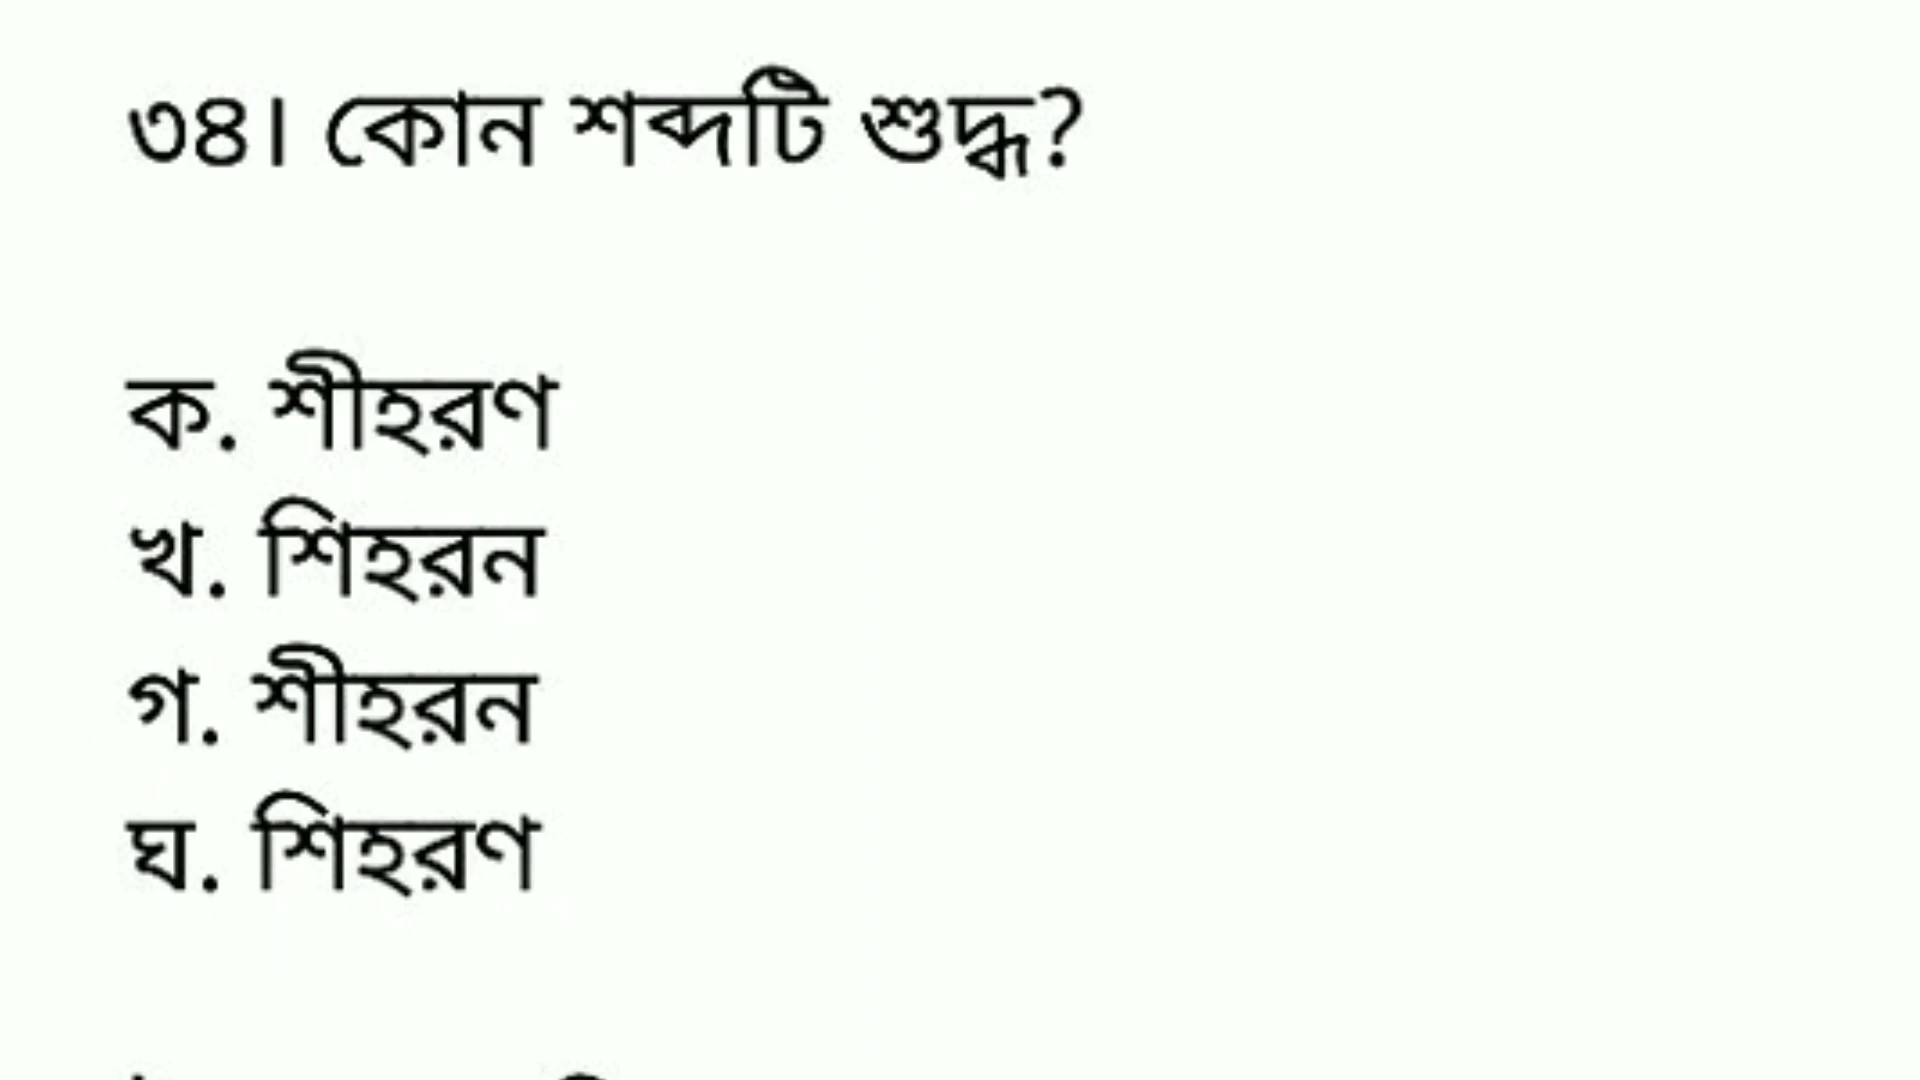 ৩৪। কোন শব্দটি শুদ্ধ?
ক. শীহরণ
খ. শিহরন
গ. শীহরন
ঘ. শিহরণ